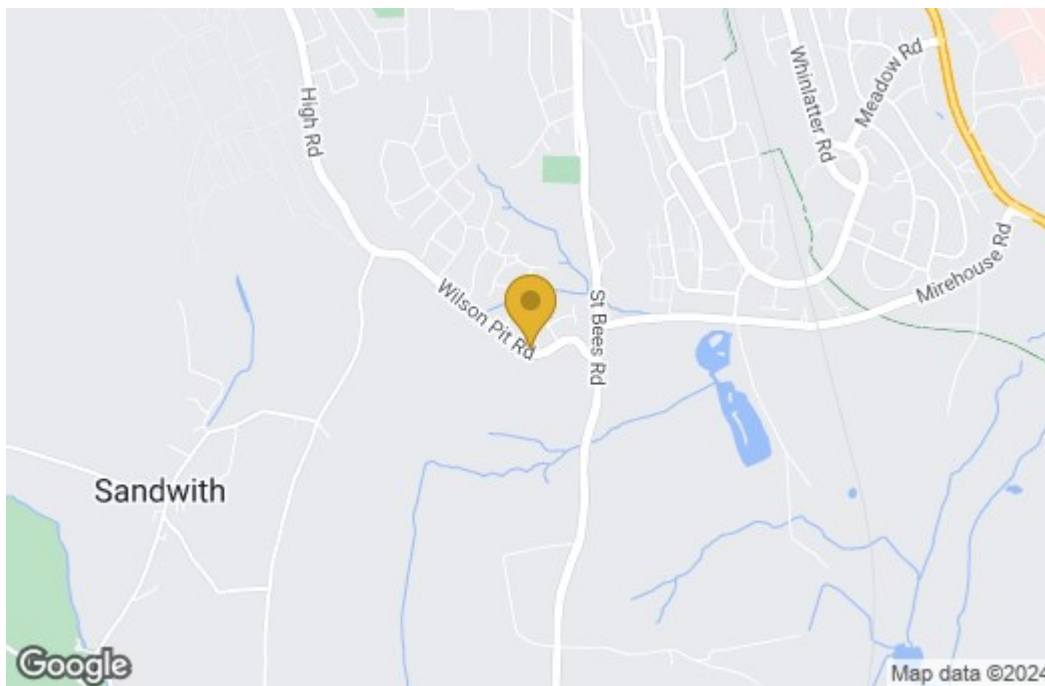 High Rd
Whinlatter Rd
Meadow Rd
Mirehouse Rd
Wilson Pit Rd
St Bees Rd
Sandwith
Google
Map data ©2024